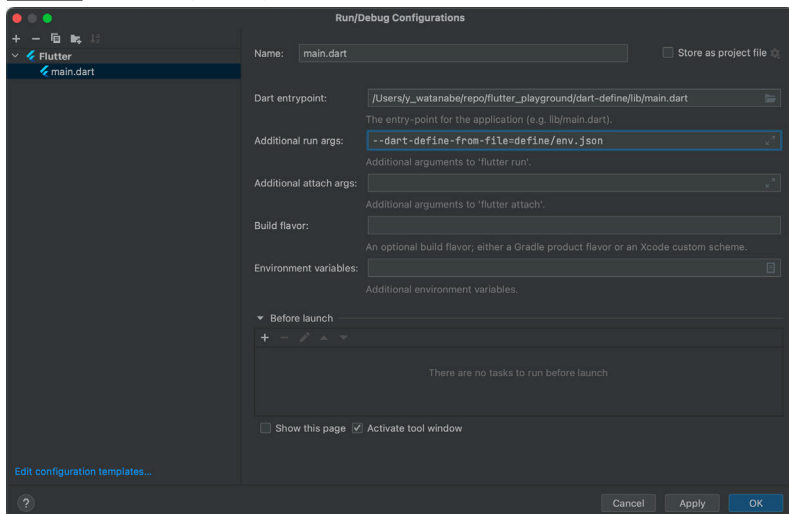 Run/Debug Configurations
Flutter
main.dart
Name: main.dart
Store as project file
Dart entrypoint: /Users/y_watanabe/repo/flutter_playground/dart-define/lib/main.dart
The entry-point for the application (e.g. lib/main.dart).
Additional run args: --dart-define-from-file=define/env.json
Additional arguments to 'flutter run'.
Additional attach args:
Additional arguments to 'flutter attach'.
Build flavor:
An optional build flavor; either a Gradle product flavor or an Xcode custom scheme.
Environment variables:
Additional environment variables.
Before launch
There are no tasks to run before launch
Show this page Activate tool window
Edit configuration templates...
? Cancel Apply OK